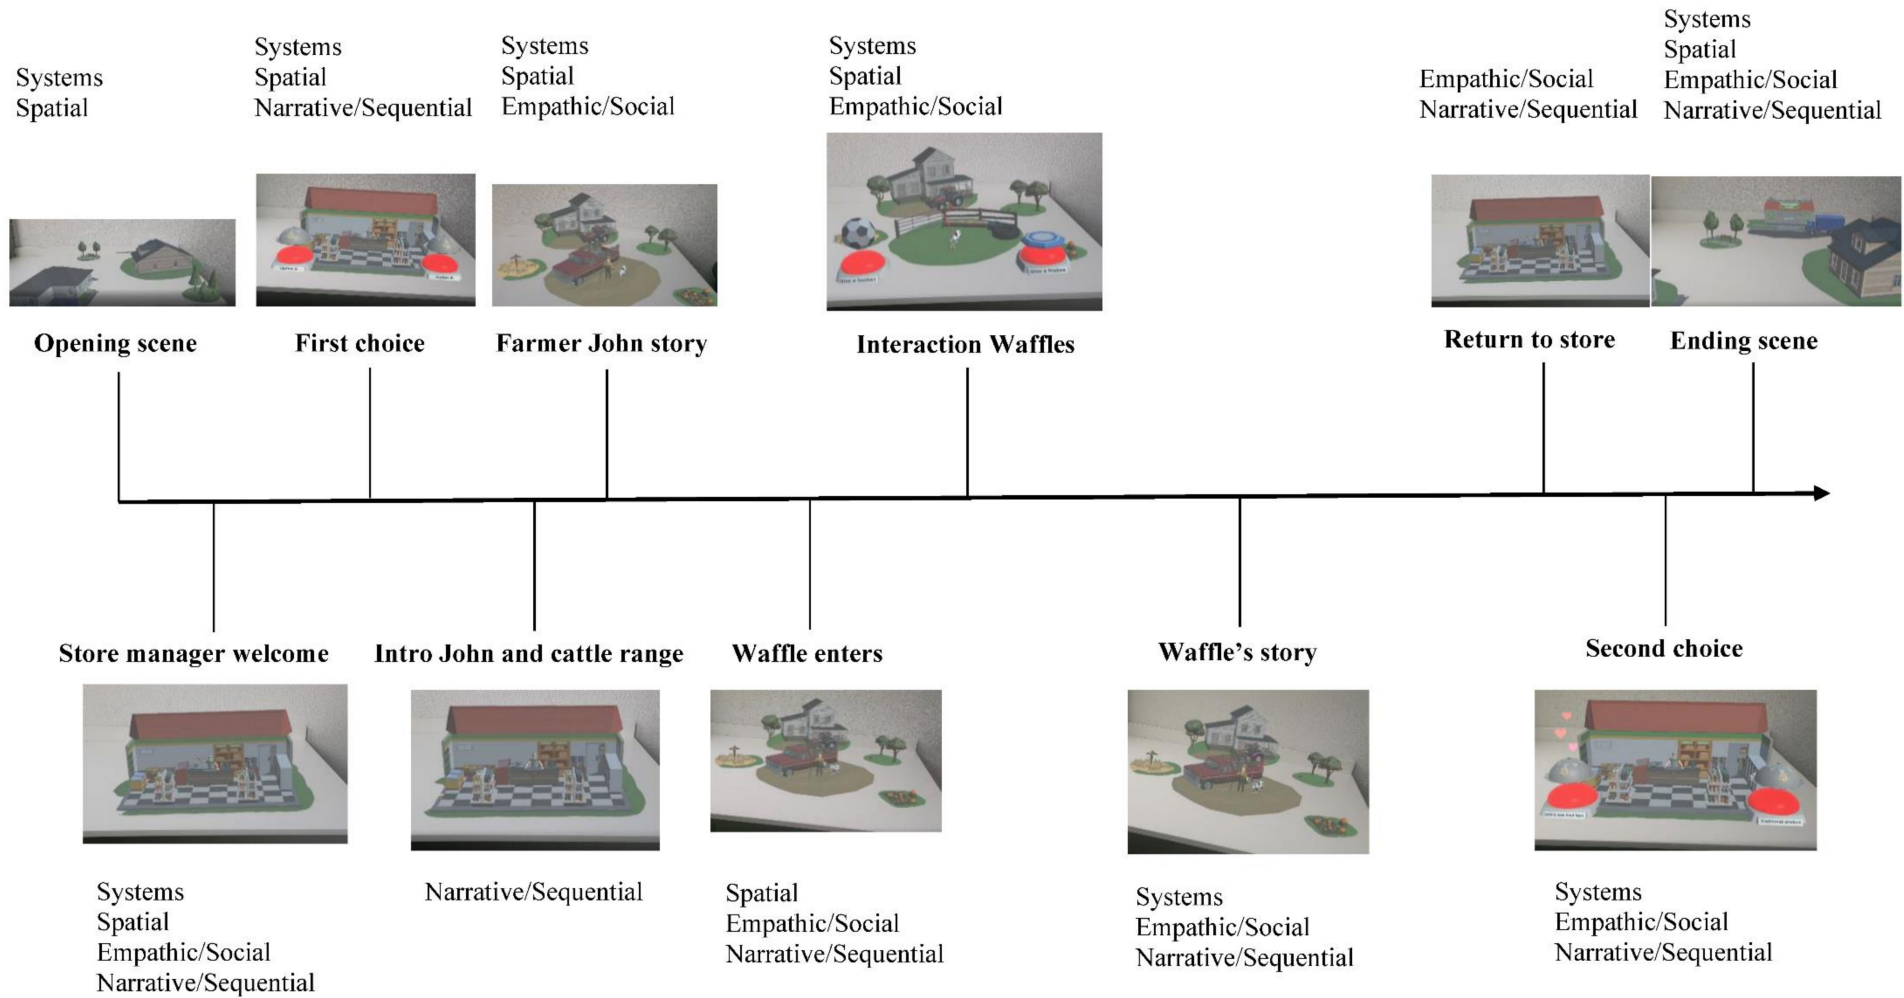 Systems
Spatial
Systems
Spatial
Narrative/Sequential
Systems
Spatial
Empathic/Social
Systems
Spatial
Empathic/Social
Empathic/Social
Narrative/Sequential
Systems
Spatial
Empathic/Social
Narrative/Sequential
Opening scene
First choice
Farmer John story
Interaction Waffles
Return to store
Ending scene
Store manager welcome
Intro John and cattle range
Waffle enters
Waffle's story
Second choice
Systems
Spatial
Empathic/Social
Narrative/Sequential
Narrative/Sequential
Spatial
Empathic/Social
Narrative/Sequential
Systems
Empathic/Social
Narrative/Sequential
Systems
Empathic/Social
Narrative/Sequential